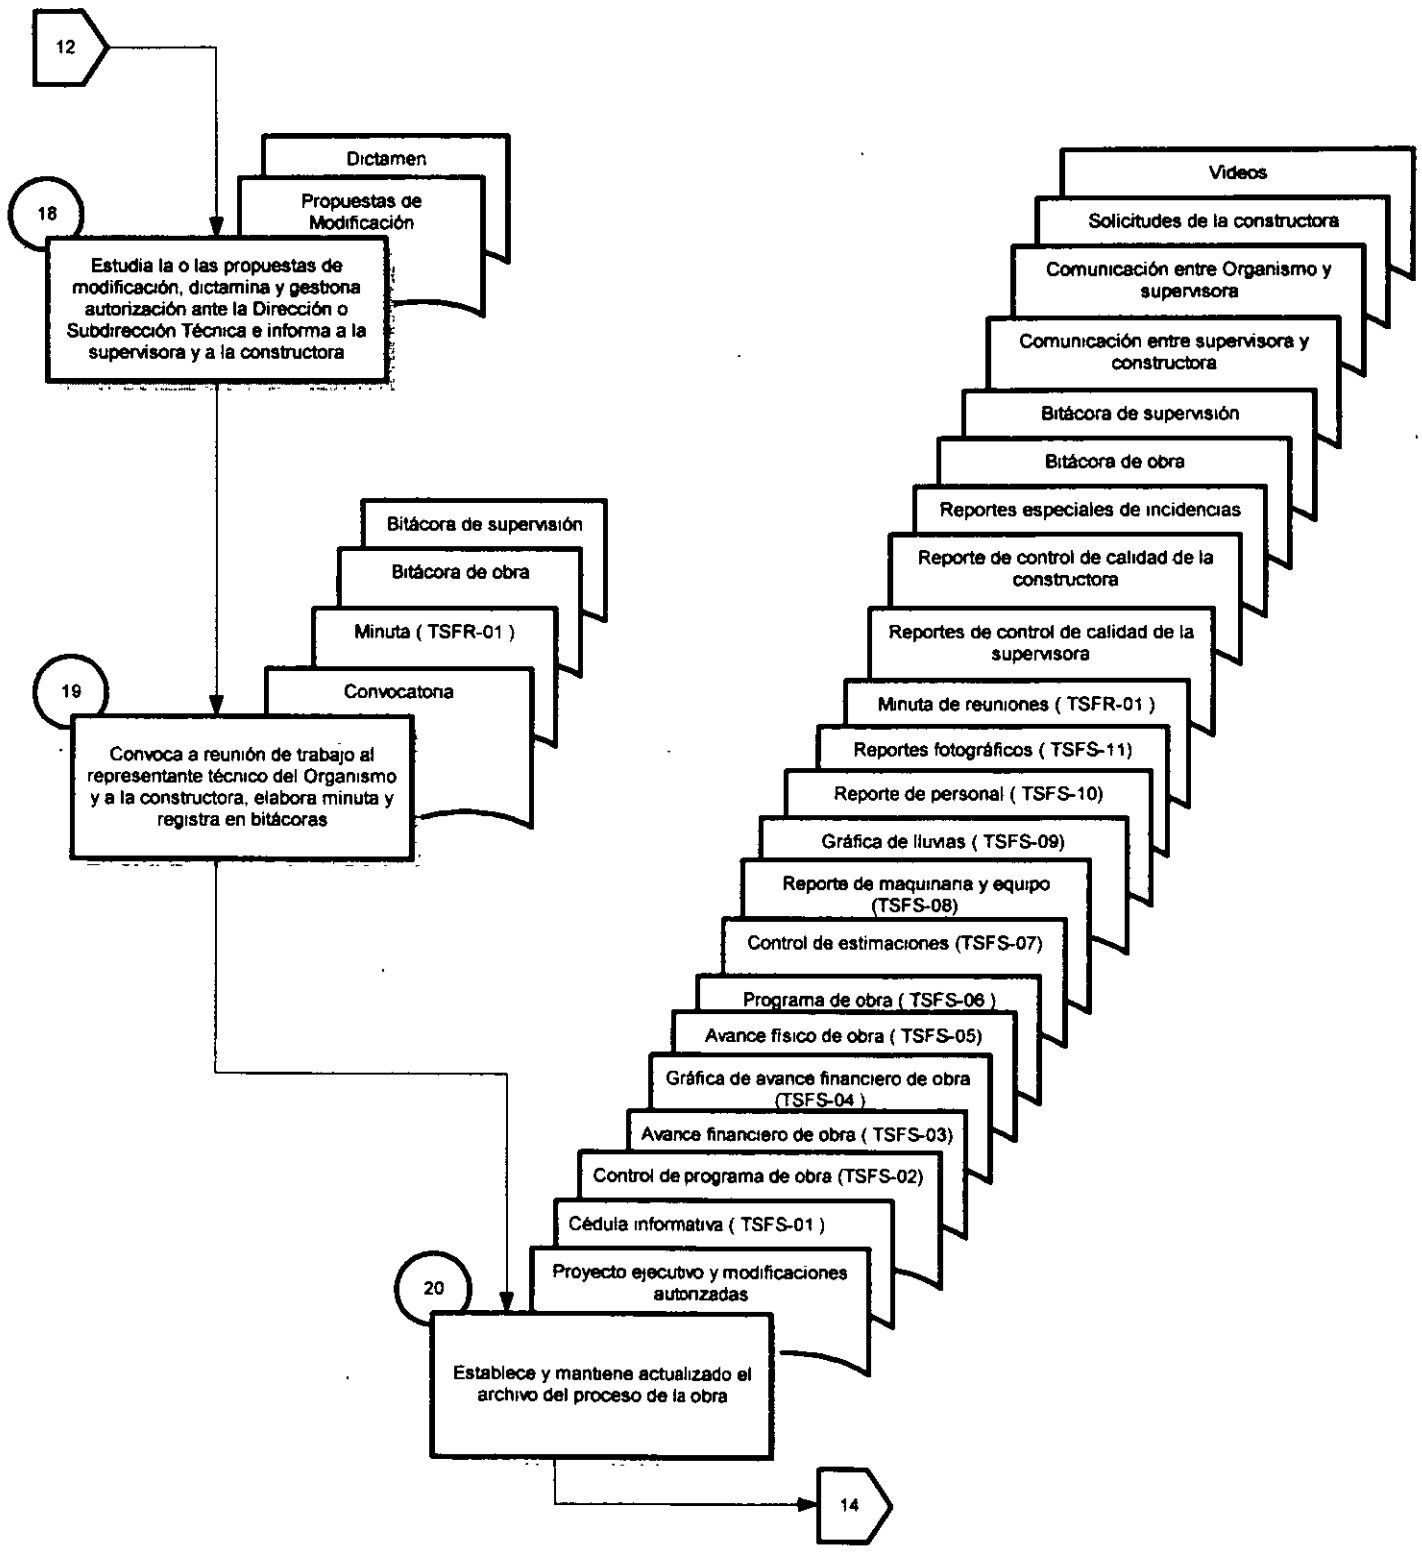 12
Dictamen
Propuestas de
Modificación
18
Estudia la o las propuestas de
modificación, dictamina y gestiona
autorización ante la Dirección o
Subdirección Técnica e informa a la
supervisora y a la constructora
Bitácora de supervisión
Bitácora de obra
Minuta ( TSFR-01 )
Convocatoria
19
Convoca a reunión de trabajo al
representante técnico del Organismo
y a la constructora, elabora minuta y
registra en bitácoras
Videos
Solicitudes de la constructora
Comunicación entre Organismo y
supervisora
Comunicación entre supervisora y
constructora
Bitácora de supervisión
Bitácora de obra
Reportes especiales de incidencias
Reporte de control de calidad de la
constructora
Reportes de control de calidad de la
supervisora
Minuta de reuniones ( TSFR-01 )
Reportes fotográficos ( TSFS-11 )
Reporte de personal ( TSFS-10)
Gráfica de lluvias ( TSFS-09)
Reporte de maquinaria y equipo
(TSFS-08)
Control de estimaciones (TSFS-07)
Programa de obra ( TSFS-06 )
Avance físico de obra ( TSFS-05)
Gráfica de avance financiero de obra
(TSFS-04 )
Avance financiero de obra ( TSFS-03)
Control de programa de obra (TSFS-02)
Cédula informativa ( TSFS-01 )
Proyecto ejecutivo y modificaciones
autorizadas
20
Establece y mantiene actualizado el
archivo del proceso de la obra
14